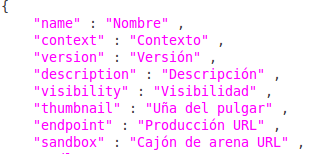 {
"name" : "Nombre" ,
"context" : "Contexto" ,
"version" : "Versión" ,
"description" : "Descripción" ,
"visibility" : "Visibilidad" ,
"thumbnail" : "Uña del pulgar" ,
"endpoint" : "Producción URL" ,
"sandbox" : "Cajón de arena URL" ,